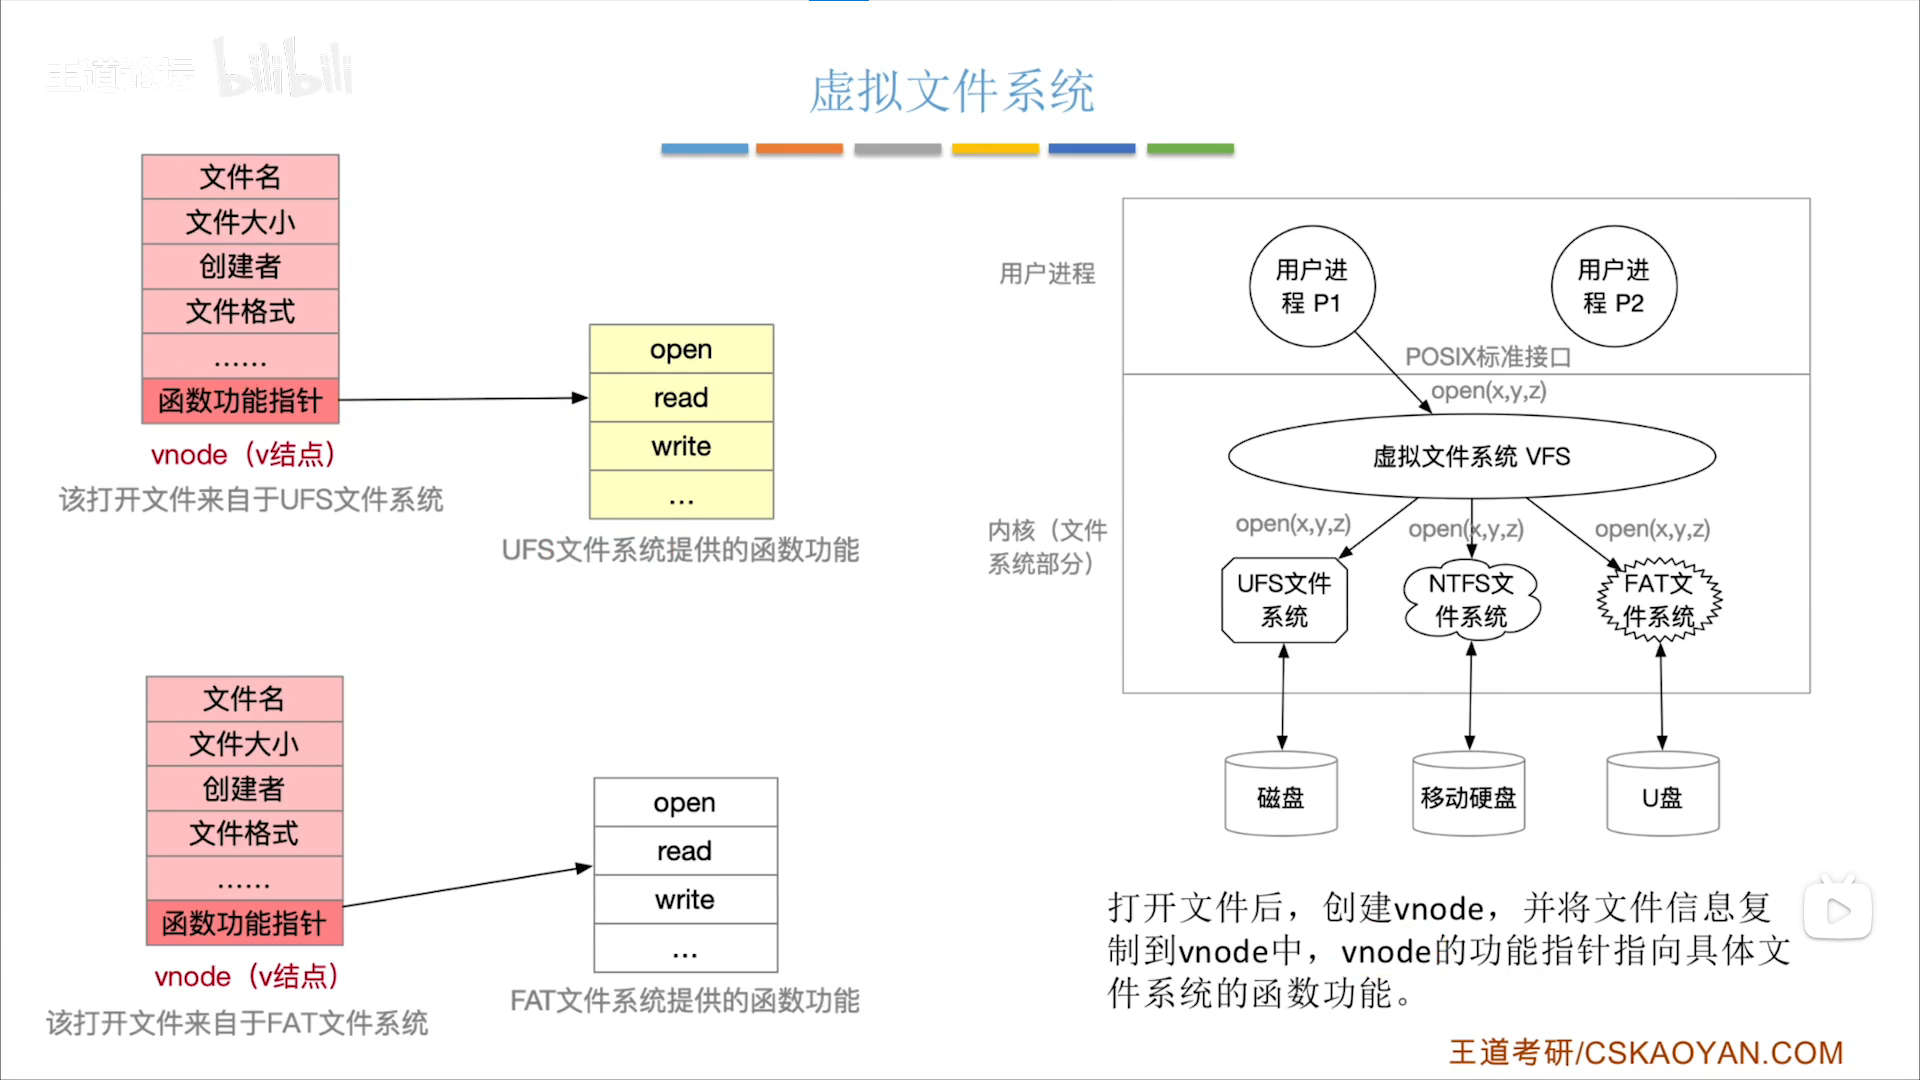 王道论坛 bilibili
虚拟文件系统
文件名
文件大小
创建者
文件格式
……
函数功能指针
vnode（v结点）
该打开文件来自于UFS文件系统
open
read
write
...
UFS文件系统提供的函数功能
文件名
文件大小
创建者
文件格式
……
函数功能指针
vnode（v结点）
该打开文件来自于FAT文件系统
open
read
write
...
FAT文件系统提供的函数功能
用户进程
用户进
程 P1
用户进
程 P2
POSIX标准接口
open(x,y,z)
虚拟文件系统 VFS
内核（文件
系统部分）
open(x,y,z)
open(x,y,z)
open(x,y,z)
UFS文件
系统
NTFS文
件系统
FAT文
件系统
磁盘
移动硬盘
U盘
打开文件后，创建vnode，并将文件信息复
制到vnode中，vnode的功能指针指向具体文
件系统的函数功能。
王道考研/CSKAOYAN.COM